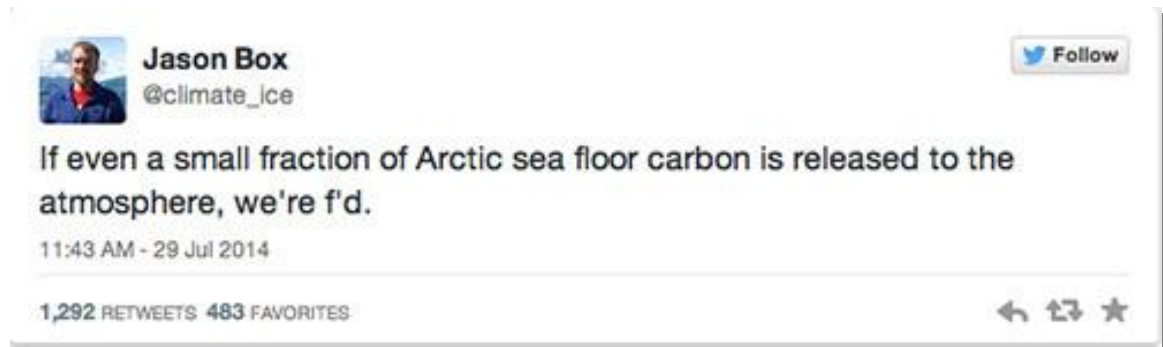 Jason Box
Follow
@climate_ice
If even a small fraction of Arctic sea floor carbon is released to the
atmosphere, we're f'd.
11:43 AM - 29 Jul 2014
1,292 RETWEETS 483 FAVORITES